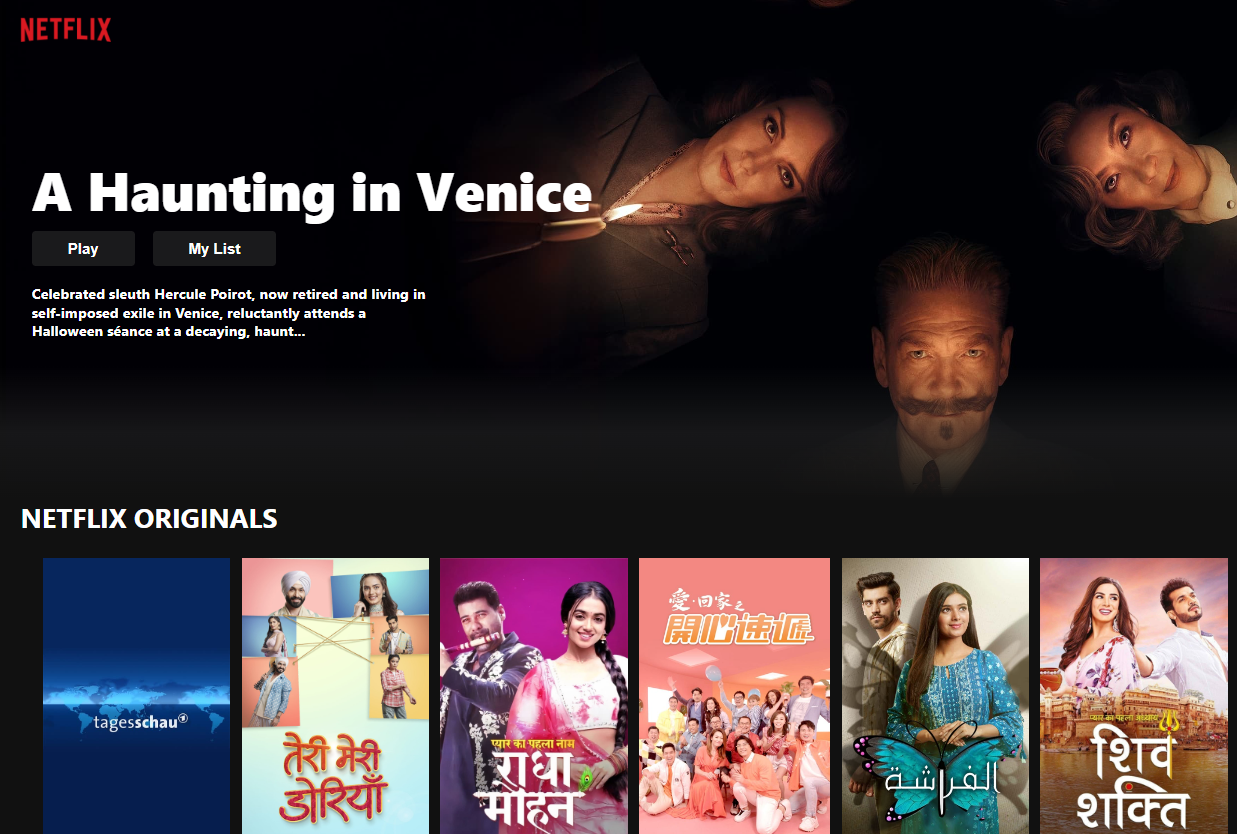 NETFLIX
A Haunting in Venice
Play
My List
Celebrated sleuth Hercule Poirot, now retired and living in
self-imposed exile in Venice, reluctantly attends a
Halloween séance at a decaying, haunt...
NETFLIX ORIGINALS
tagesschau
तेरी मेरी
डोरियाँ
प्यार का पहला नाम
राधा
मोहन
愛·回家之
開心速遞
الفراشة
प्यार का पहला अध्याय
शिव
शक्ति